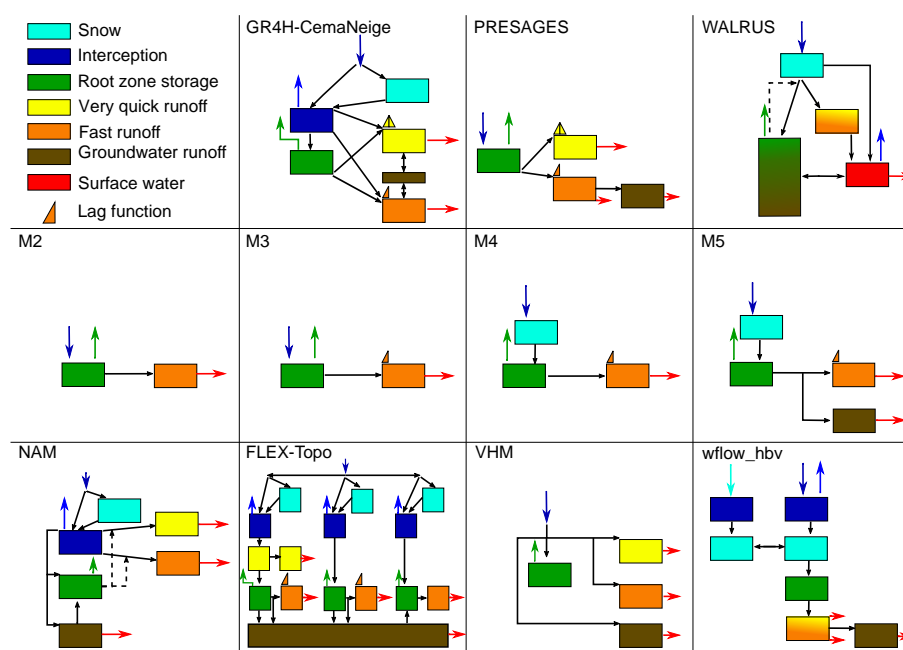 Snow
Interception
Root zone storage
Very quick runoff
Fast runoff
Groundwater runoff
Surface water
Lag function
GR4H-CemaNeige
PRESAGES
WALRUS
M2
M3
M4
M5
NAM
FLEX-Topo
VHM
wflow_hbv